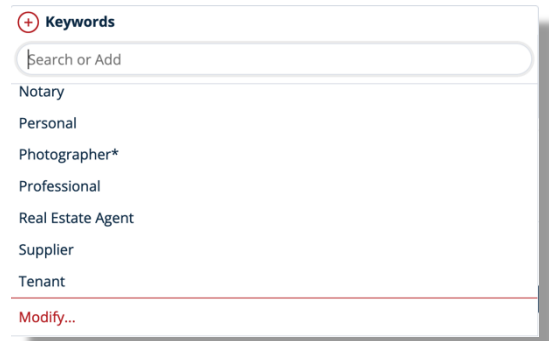 Keywords
Search or Add
Notary
Personal
Photographer*
Professional
Real Estate Agent
Supplier
Tenant
Modify...